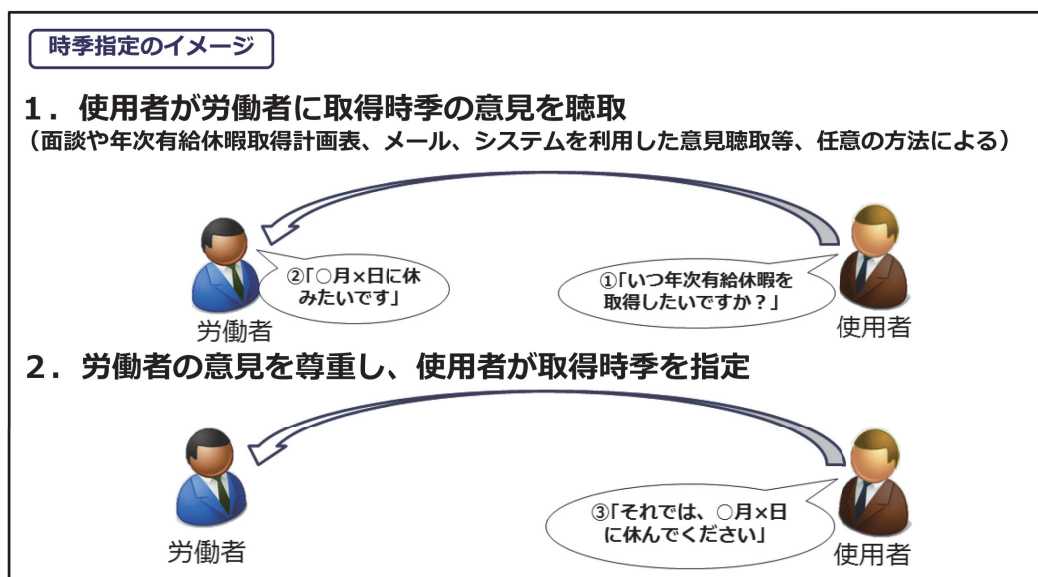 時季指定のイメージ
1．使用者が労働者に取得時季の意見を聴取
（面談や年次有給休暇取得計画表、メール、システムを利用した意見聴取等、任意の方法による）
②「○月×日に休
みたいです」
①「いつ年次有給休暇を
取得したいですか？」
労働者
使用者
2．労働者の意見を尊重し、使用者が取得時季を指定
③「それでは、○月×日
に休んでください」
労働者
使用者